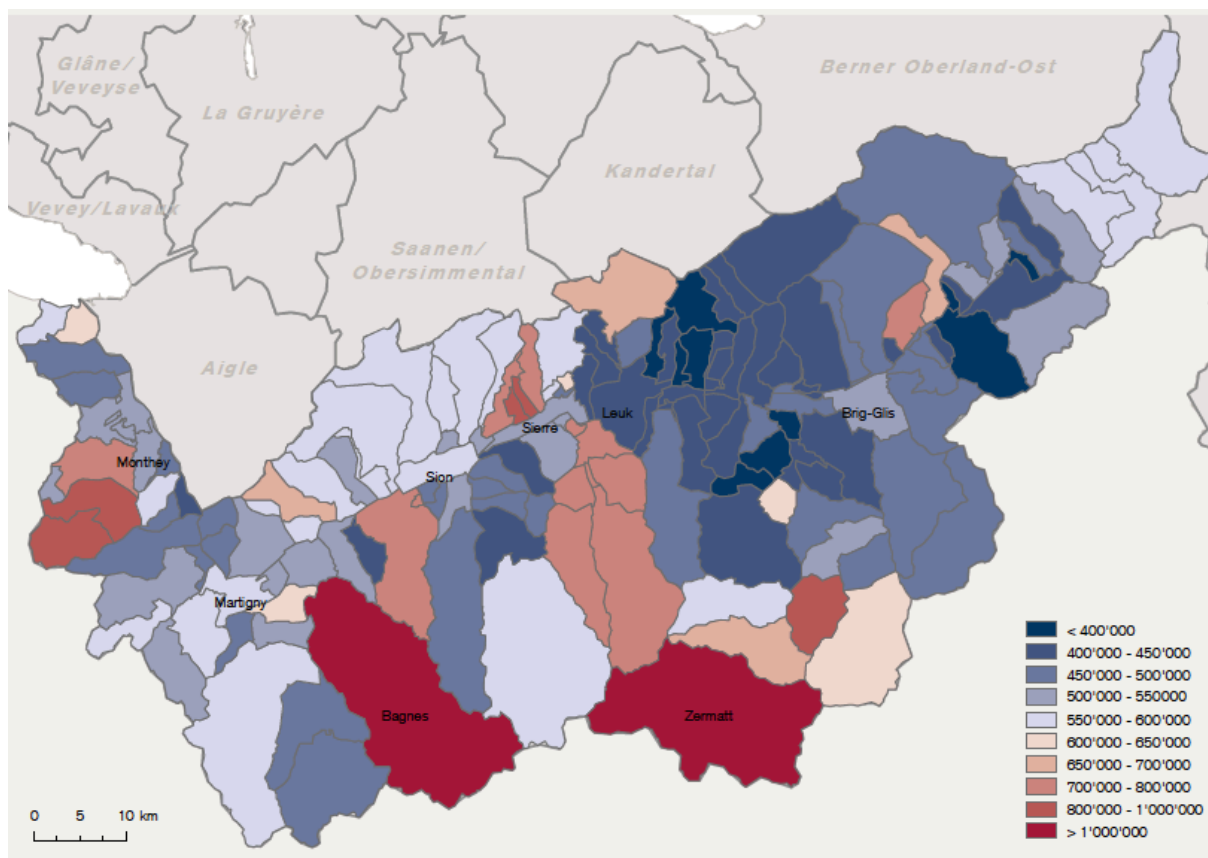 Glâne/
Veveyse
La Gruyère
Berner Oberland-Ost
Kandertal
Vevey/Lavaux
Saanen/
Obersimmental
Aigle
Leuk
Brig-Glis
Sierre
Monthey
Sion
Martigny
Bagnes
Zermatt
< 400'000
400'000 - 450'000
450'000 - 500'000
500'000 - 550000
550'000 - 600'000
600'000 - 650'000
650'000 - 700'000
700'000 - 800'000
800'000 - 1'000'000
> 1'000'000
0 5 10 km